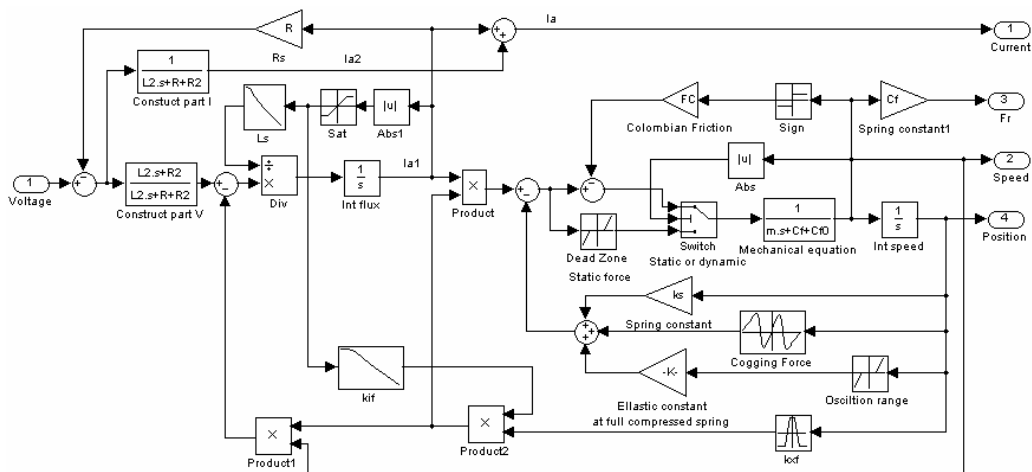 Ia
R
Rs
1
Current
Ia2
1
L2.s+R+R2
Constuct part I
Ls
Sat
|u|
Abs1
FC
Colombian Friction
Sign
Cf
Spring constant1
3
Fr
1
Voltage
L2.s+R2
L2.s+R+R2
Construct part V
÷
×
Div
1
s
Int flux
Ia1
×
Product
|u|
Abs
2
Speed
Dead Zone
Static force
Switch
Static or dynamic
1
m.s+Cf+Cf0
Mechanical equation
1
s
Int speed
4
Position
ks
Spring constant
Cogging Force
-K-
Ellastic constant
at full compressed spring
Osciltion range
kif
×
Product1
×
Product2
kxf